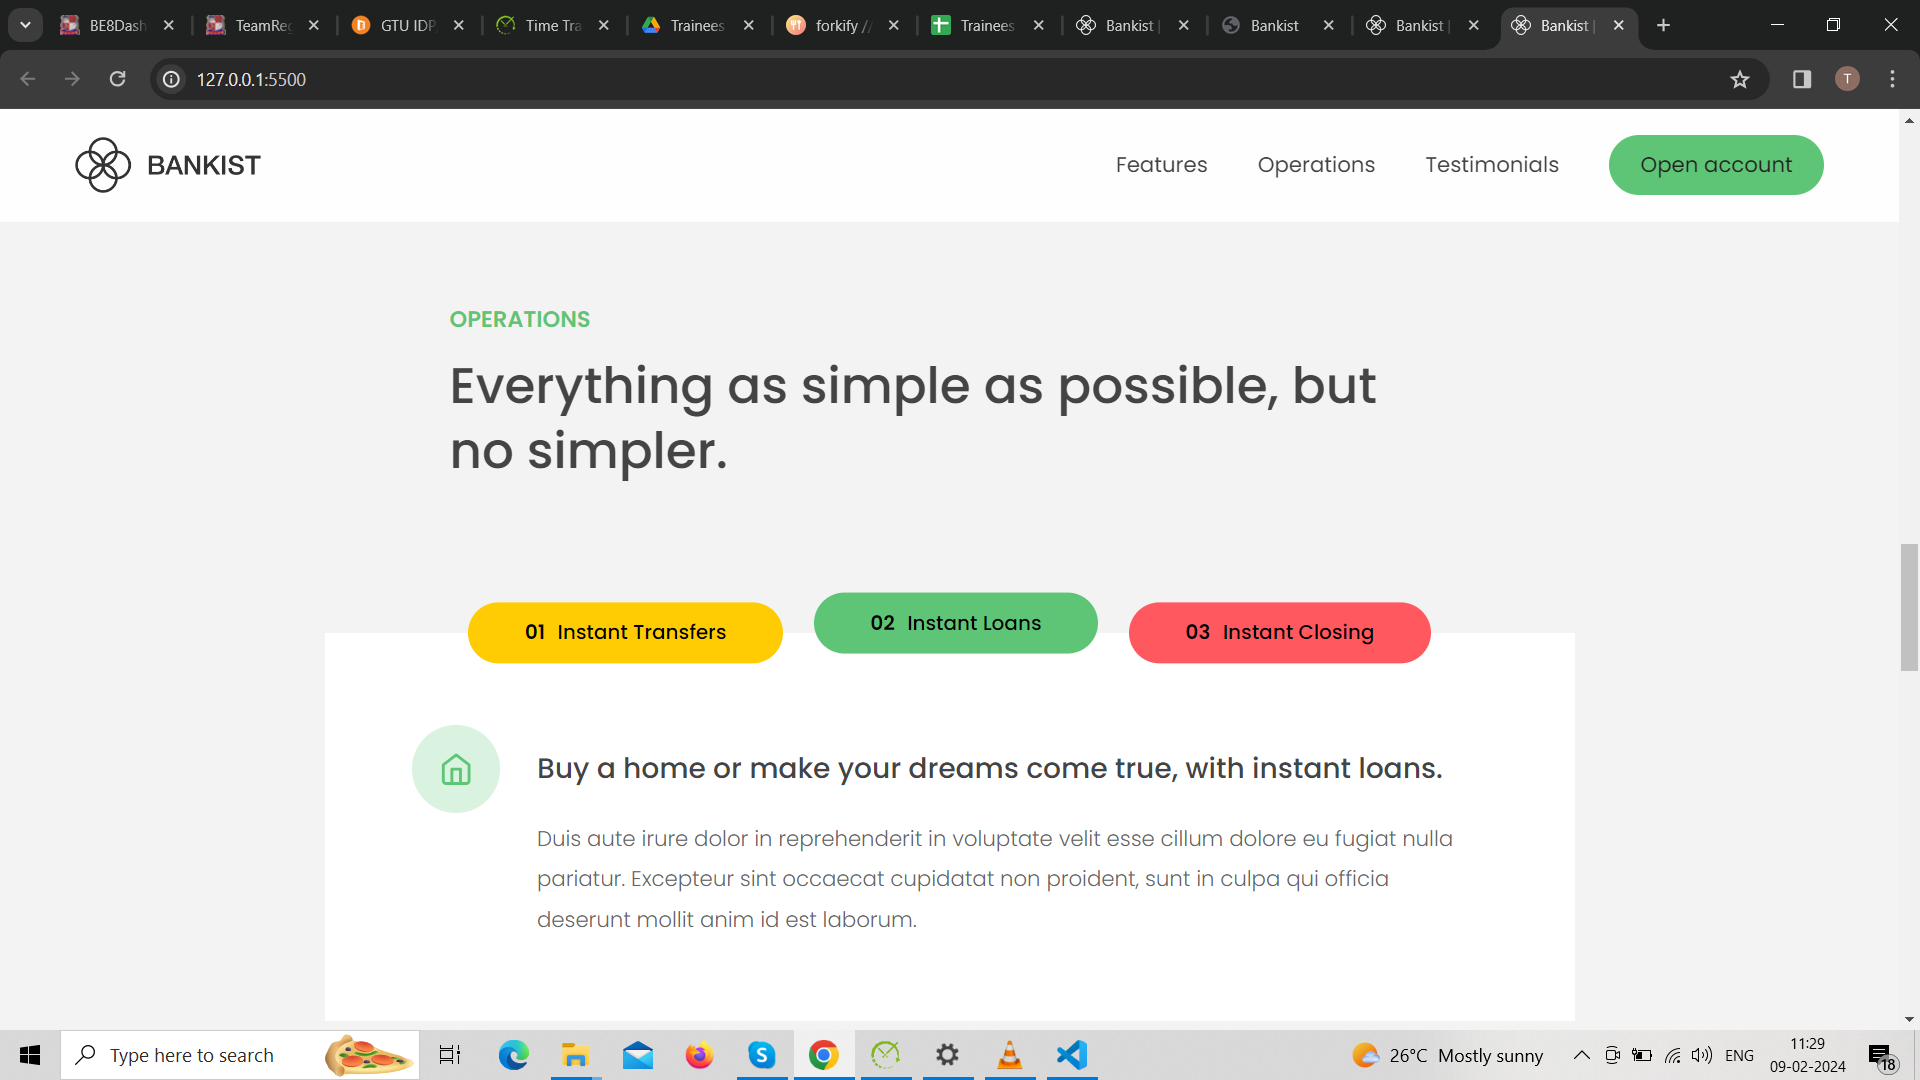 BE8Dash
TeamReg
GTU IDP
Time Tra
Trainees
forkify //
Trainees
Bankist |
Bankist
Bankist |
Bankist |
127.0.0.1:5500
T
BANKIST
Features
Operations
Testimonials
Open account
OPERATIONS
Everything as simple as possible, but
no simpler.
01 Instant Transfers
02 Instant Loans
03 Instant Closing
Buy a home or make your dreams come true, with instant loans.
Duis aute irure dolor in reprehenderit in voluptate velit esse cillum dolore eu fugiat nulla
pariatur. Excepteur sint occaecat cupidatat non proident, sunt in culpa qui officia
deserunt mollit anim id est laborum.
Type here to search
26°C Mostly sunny
ENG
11:29
09-02-2024
18